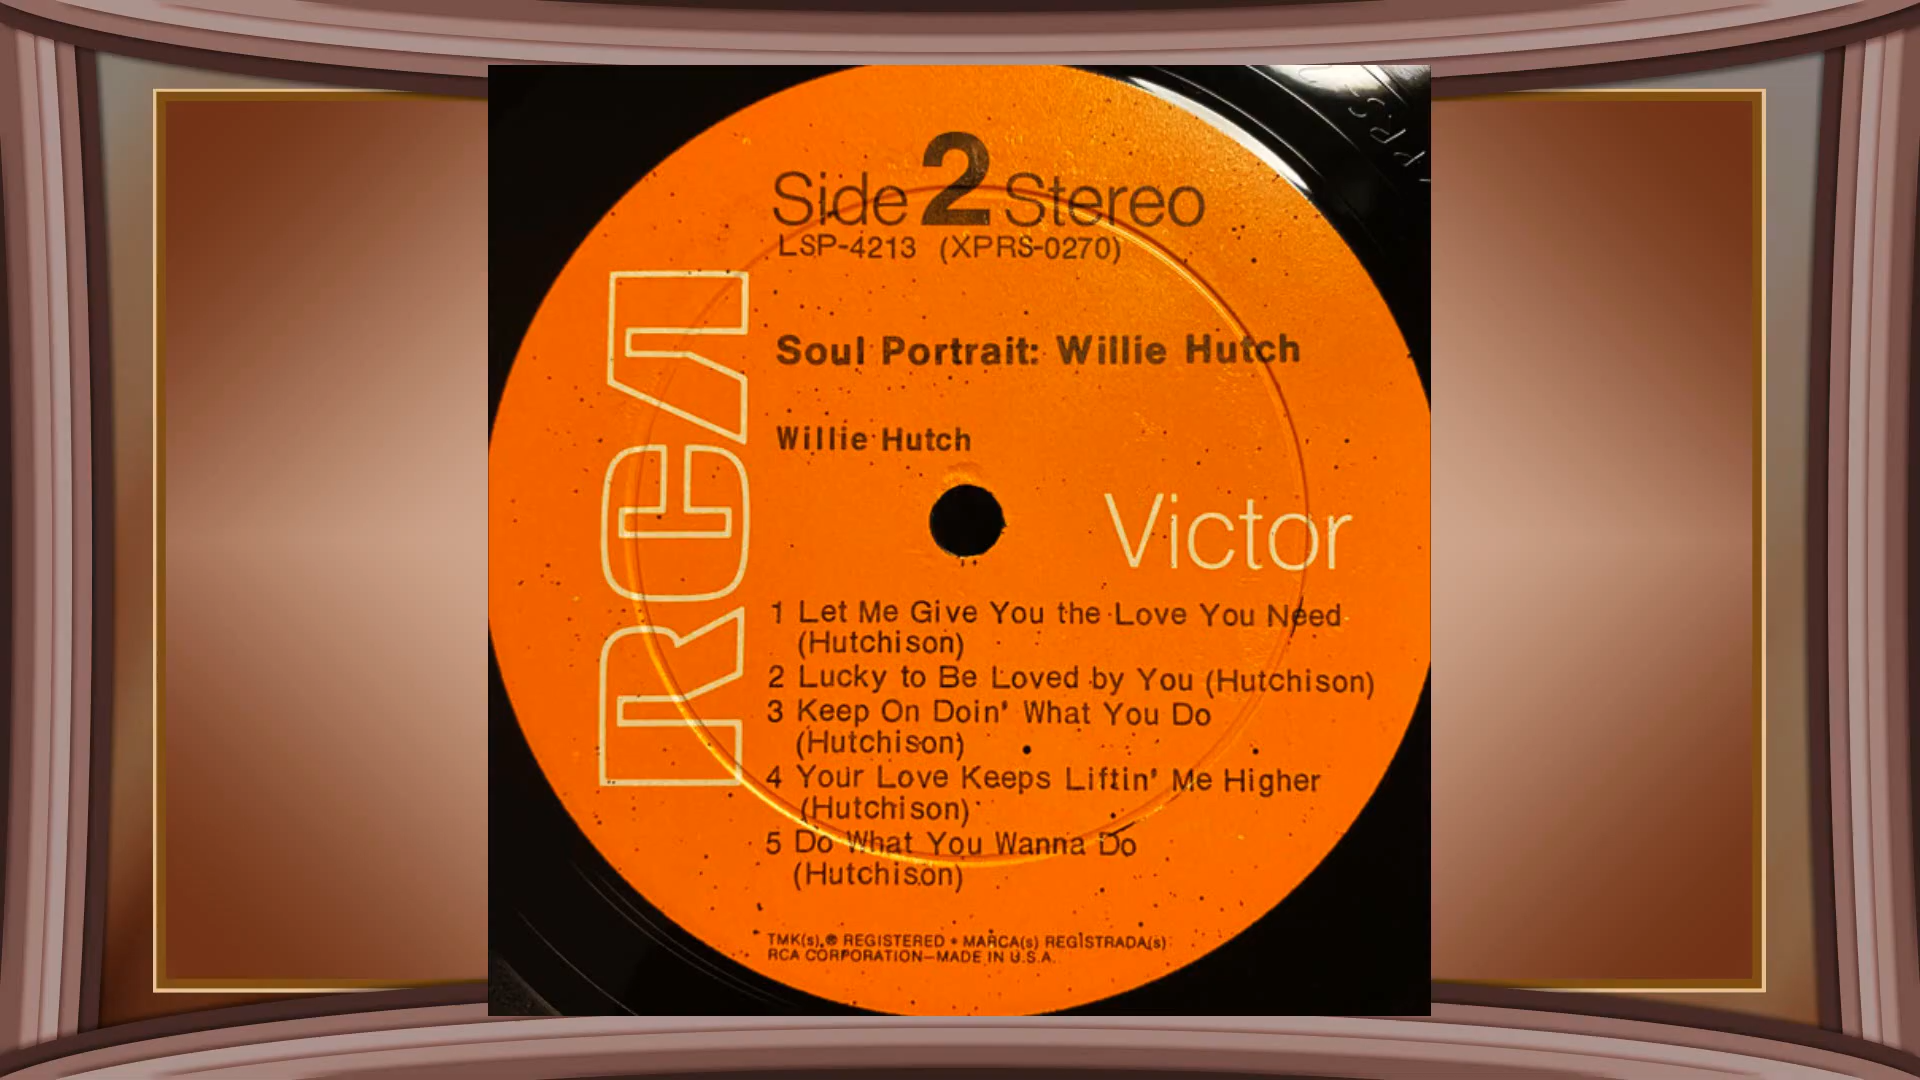 Side 2 Stereo
LSP-4213 (XPRS-0270)
Soul Portrait: Willie Hutch
Willie Hutch
RCA
Victor
1 Let Me Give You the Love You Need
(Hutchison)
2 Lucky to Be Loved by You (Hutchison)
3 Keep On Doin' What You Do
(Hutchison)
4 Your Love Keeps Liftin' Me Higher
(Hutchison)
5 Do What You Wanna Do
(Hutchison)
TMK(s).® REGISTERED • MARCA(s) REGISTRADA(s)
RCA CORPORATION—MADE IN U.S.A.